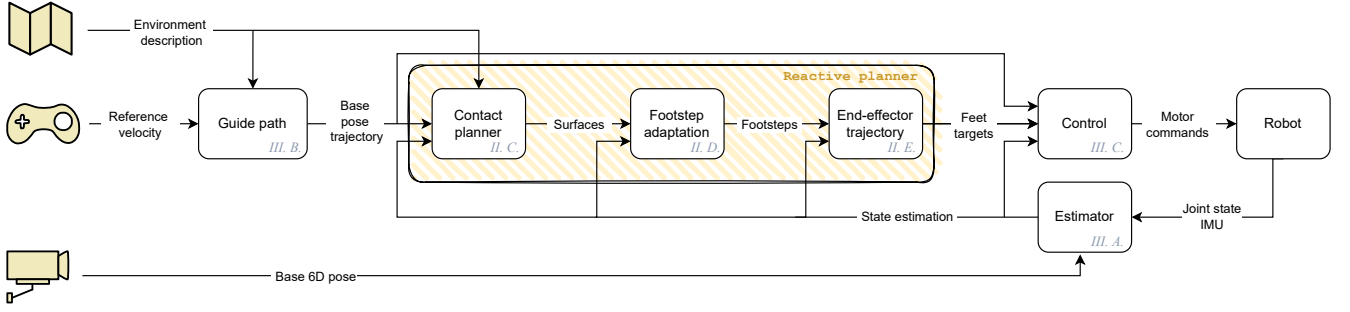 Environment
description
Reactive planner
Reference
velocity
Guide path
III. B.
Base
pose
trajectory
Contact
planner
II. C.
Surfaces
Footstep
adaptation
II. D.
Footsteps
End-effector
trajectory
II. E.
Feet
targets
Control
III. C.
Motor
commands
Robot
State estimation
Estimator
III. A.
Joint state
IMU
Base 6D pose